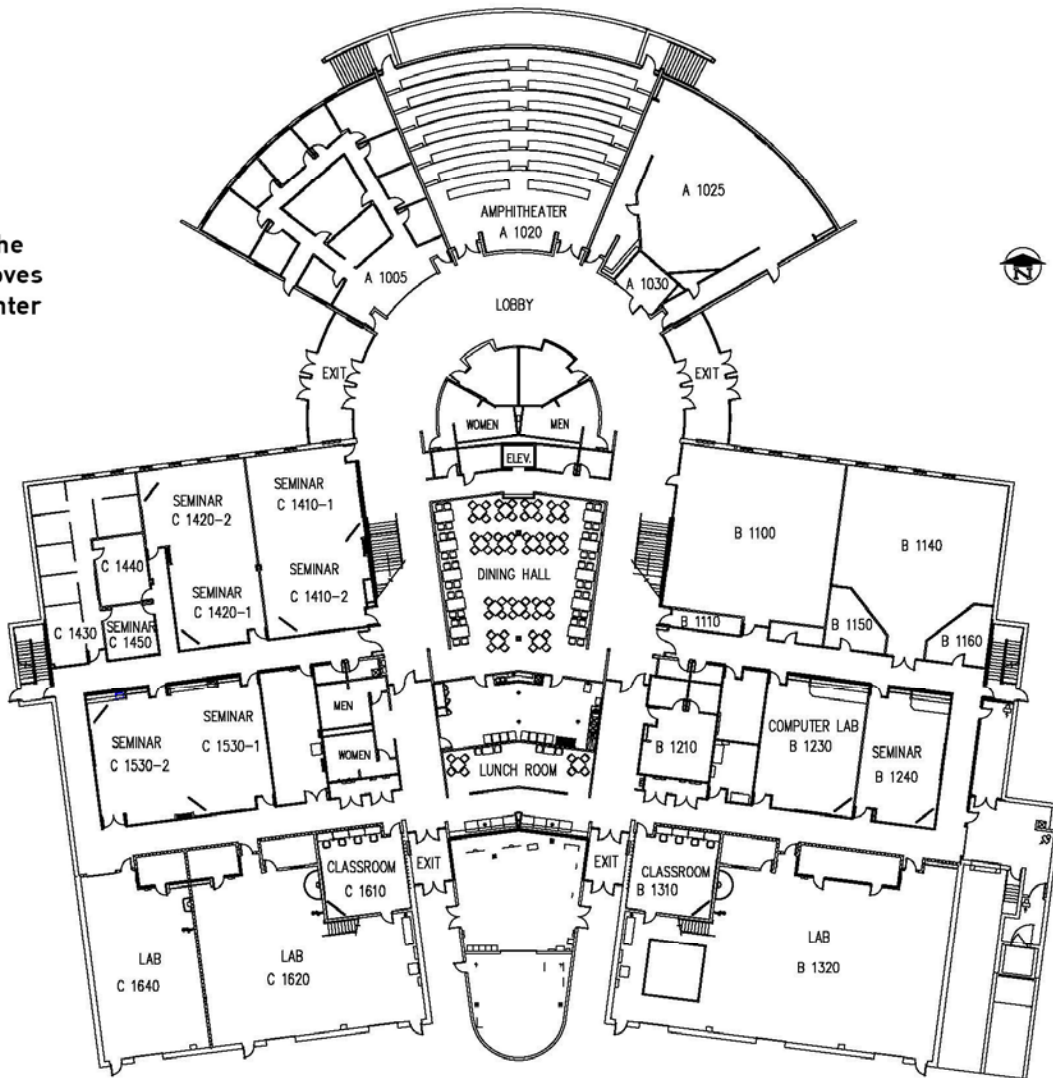 he
oves
nter
AMPHITHEATER
A 1020
A 1025
A 1005
A 1030
N
LOBBY
EXIT
EXIT
WOMEN
MEN
ELEV.
SEMINAR
C 1420-2
SEMINAR
C 1410-1
B 1100
B 1140
C 1440
SEMINAR
C 1420-1
SEMINAR
C 1410-2
DINING HALL
C 1430
SEMINAR
C 1450
B 1110
B 1150
B 1160
MEN
SEMINAR
C 1530-1
SEMINAR
C 1530-2
WOMEN
LUNCH ROOM
B 1210
COMPUTER LAB
B 1230
SEMINAR
B 1240
CLASSROOM
C 1610
EXIT
EXIT
CLASSROOM
B 1310
LAB
C 1640
LAB
C 1620
LAB
B 1320